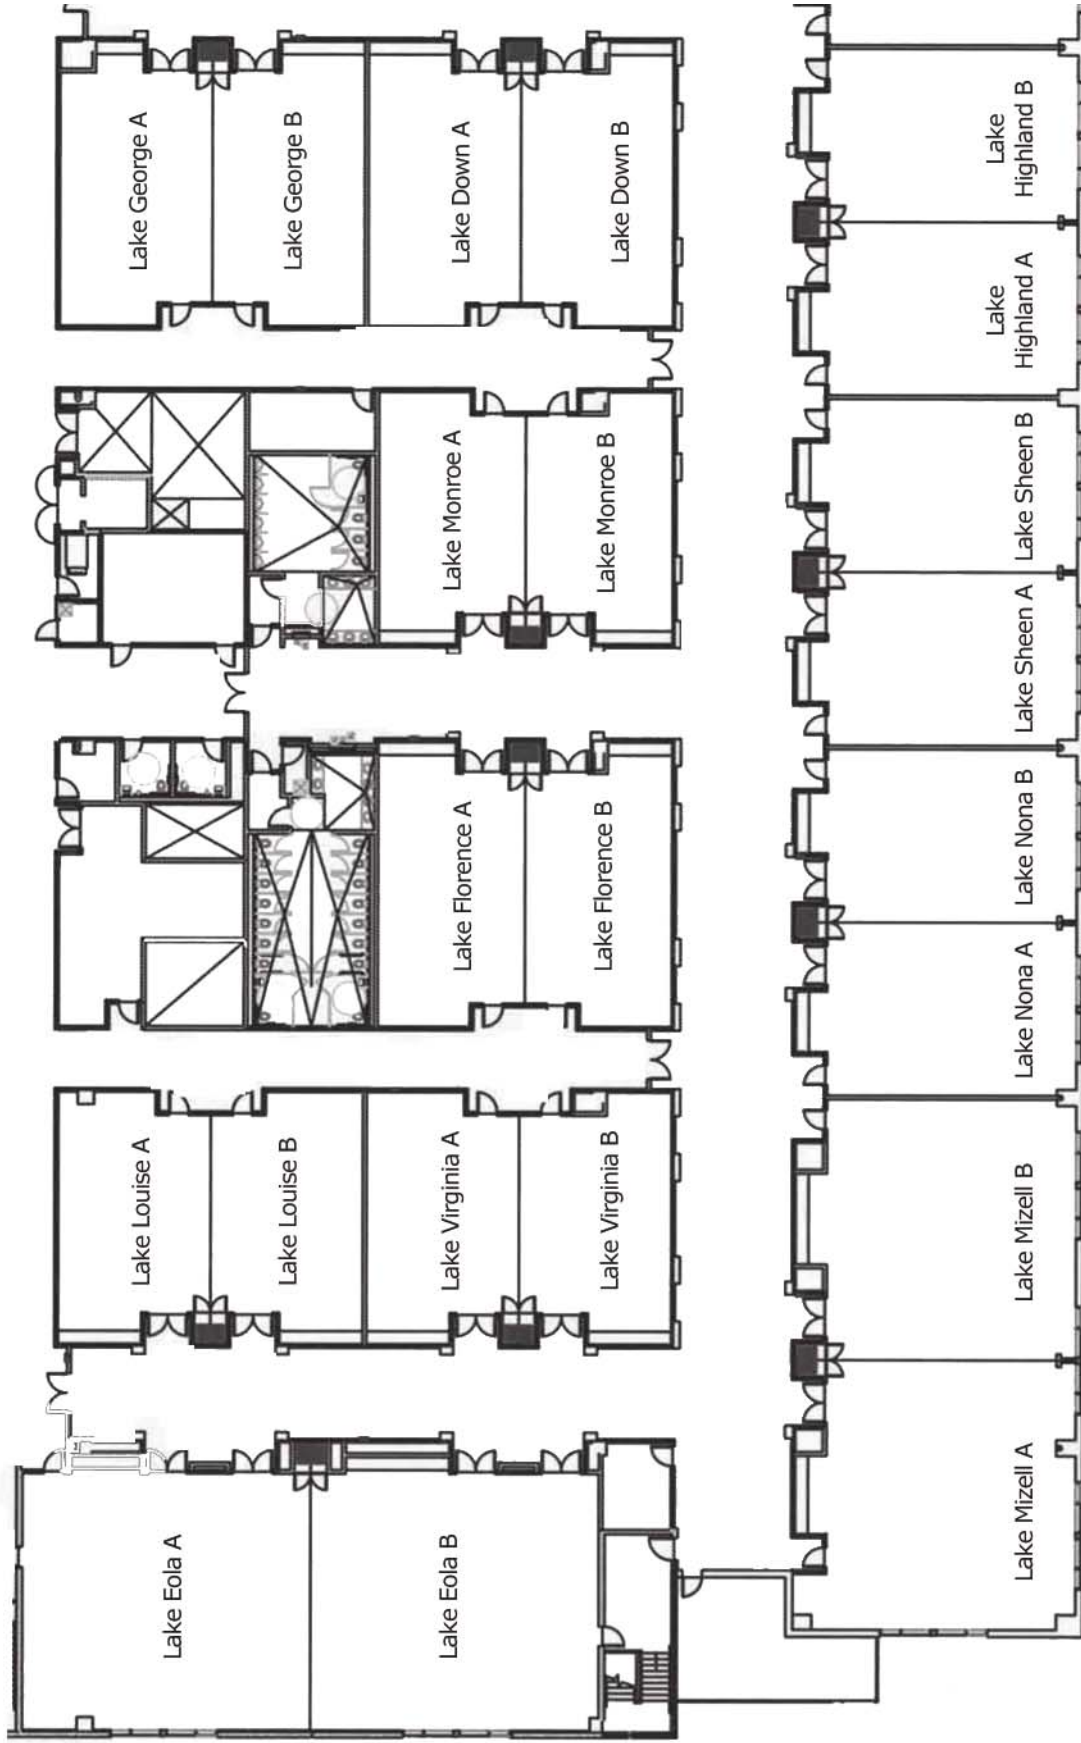 Lake George A
Lake George B
Lake Down A
Lake Down B
Lake
Highland B
Lake
Highland A
Lake Monroe A
Lake Monroe B
Lake Sheen B
Lake Sheen A
Lake Florence A
Lake Florence B
Lake Nona B
Lake Nona A
Lake Louise A
Lake Louise B
Lake Virginia A
Lake Virginia B
Lake Mizell B
Lake Mizell A
Lake Eola A
Lake Eola B